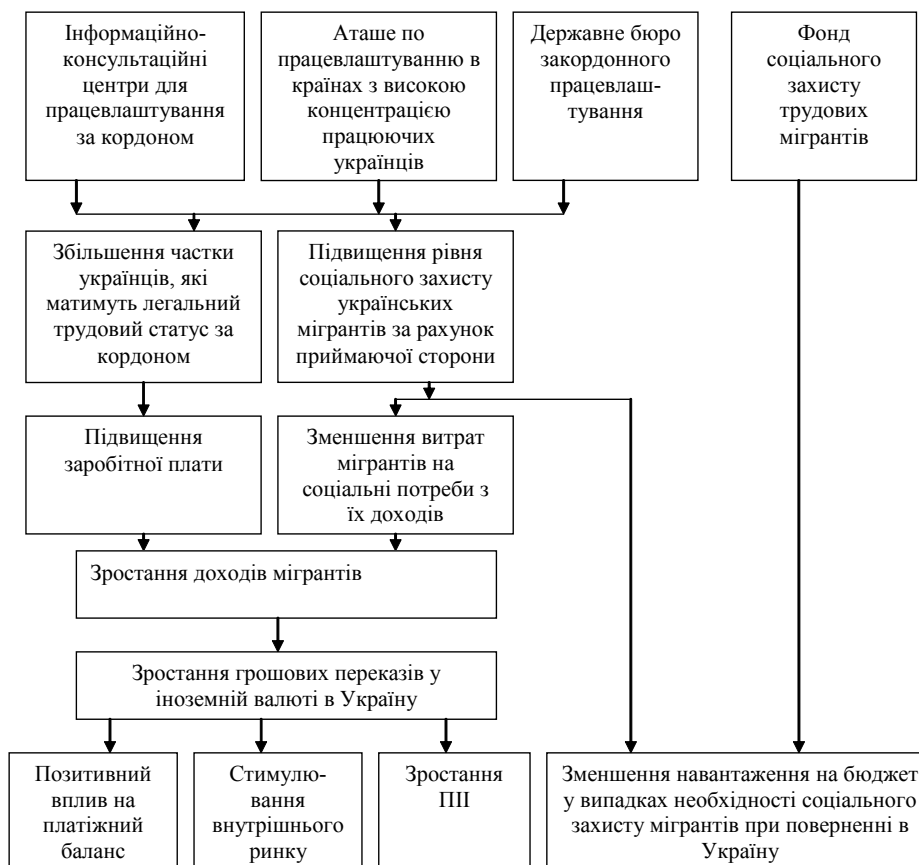 Інформаційно-
консультаційні
центри для
працевлаштування
за кордоном
Аташе по
працевлаштуванню в
країнах з високою
концентрацією
працюючих
українців
Державне бюро
закордонного
працевлаш-
тування
Фонд
соціального
захисту
трудових
мігрантів
Збільшення частки
українців, які
матимуть легальний
трудовий статус за
кордоном
Підвищення рівня
соціального захисту
українських
мігрантів за рахунок
приймаючої сторони
Підвищення
заробітної плати
Зменшення витрат
мігрантів на
соціальні потреби з
їх доходів
Зростання доходів мігрантів
Зростання грошових переказів у
іноземній валюті в Україну
Позитивний
вплив на
платіжний
баланс
Стимулю-
вання
внутрішнього
ринку
Зростання
ПІІ
Зменшення навантаження на бюджет
у випадках необхідності соціального
захисту мігрантів при поверненні в
Україну